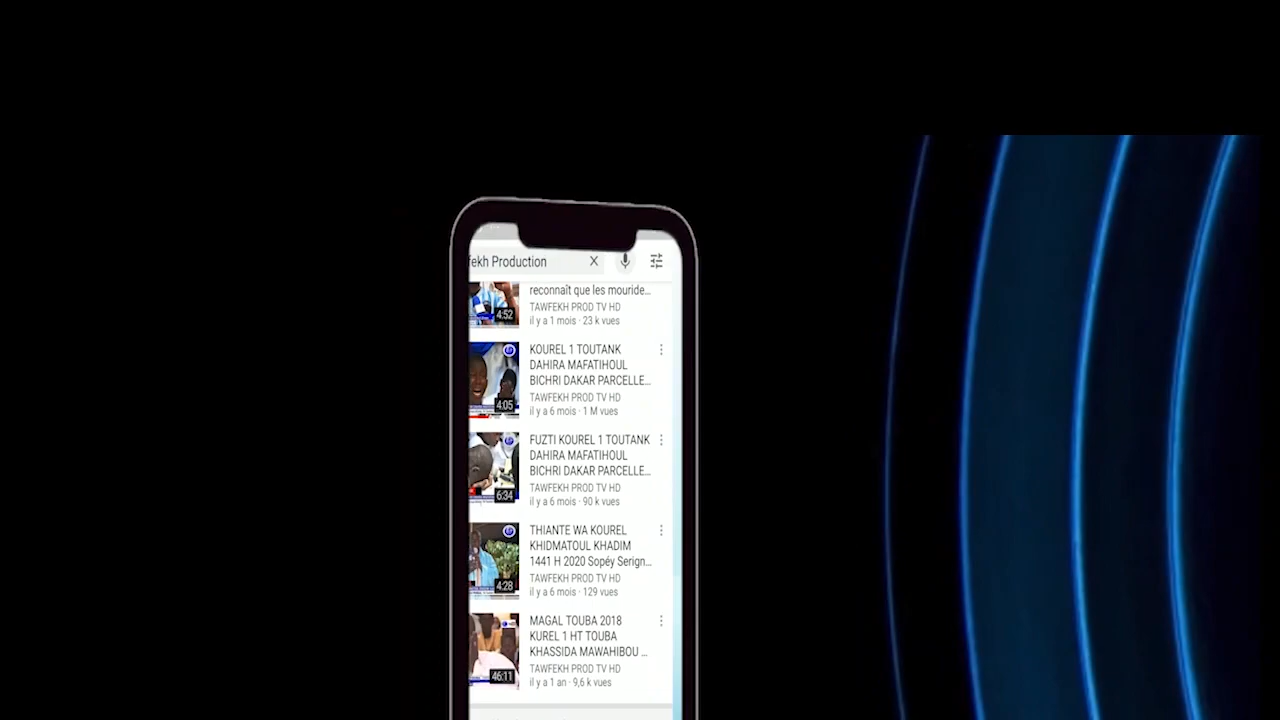 fekh Production
reconnaît que les mouride...
TAWFEKH PROD TV HD
il y a 1 mois · 23 k vues
4:52
KOUREL 1 TOUTANK
DAHIRA MAFATIHOUL
BICHRI DAKAR PARCELLE...
TAWFEKH PROD TV HD
il y a 6 mois · 1 M vues
4:05
FUZTI KOUREL 1 TOUTANK
DAHIRA MAFATIHOUL
BICHRI DAKAR PARCELLE...
TAWFEKH PROD TV HD
il y a 6 mois · 90 k vues
6:34
THIANTE WA KOUREL
KHIDMATOUL KHADIM
1441 H 2020 Sopéy Serign...
TAWFEKH PROD TV HD
il y a 6 mois · 129 vues
4:28
MAGAL TOUBA 2018
KUREL 1 HT TOUBA
KHASSIDA MAWAHIBOU ...
TAWFEKH PROD TV HD
il y a 1 an · 9,6 k vues
46:11